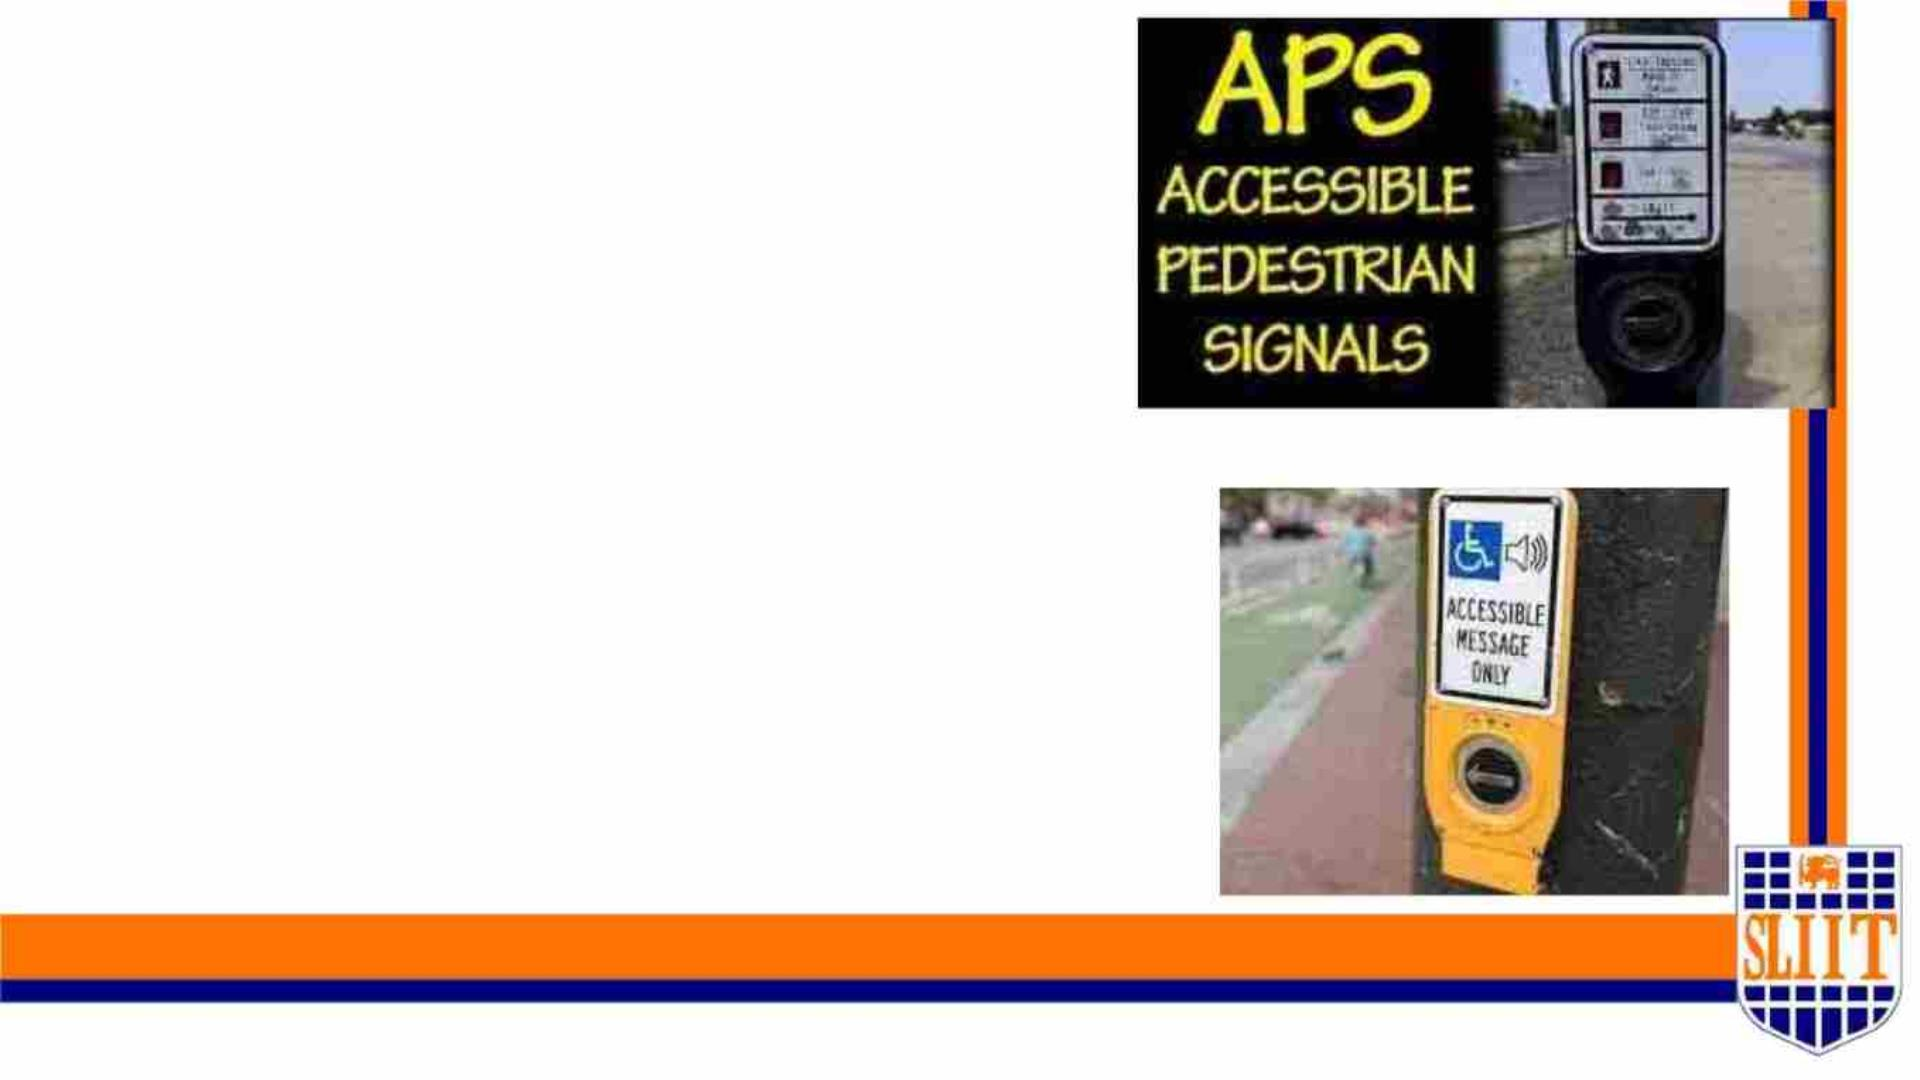 APS
ACCESSIBLE
PEDESTRIAN
SIGNALS
ACCESSIBLE
MESSAGE
ONLY
SLIIT